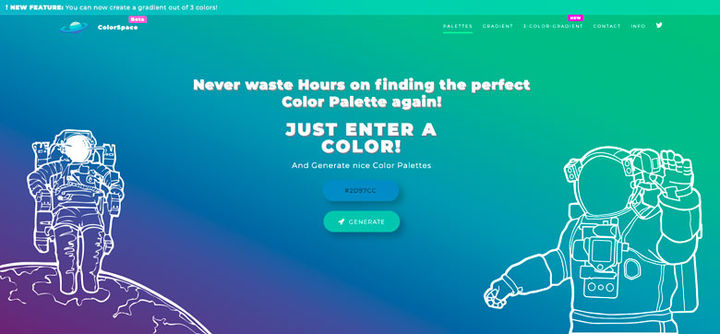 ! NEW FEATURE: You can now create a gradient out of 3 colors!
Beta
ColorSpace
NEW
PALETTES GRADIENT 3-COLOR-GRADIENT CONTACT INFO
Never waste Hours on finding the perfect
Color Palette again!
JUST ENTER A
COLOR!
And Generate nice Color Palettes
#2D97CC
GENERATE